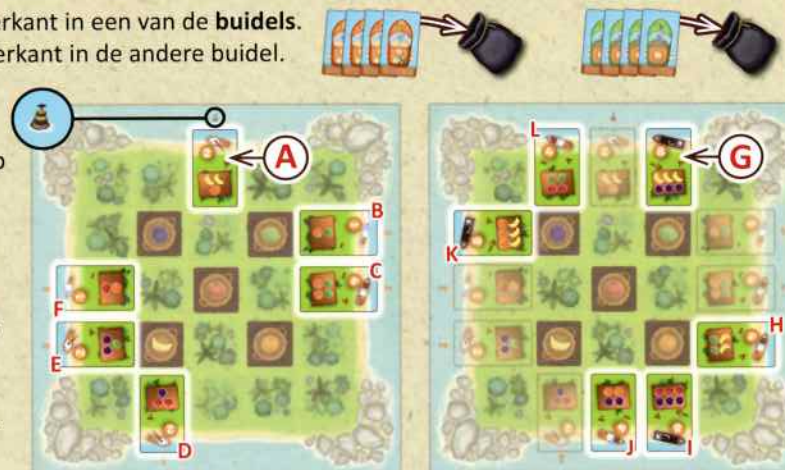 erkant in een van de buidels.
erkant in de andere buidel.
A
B
C
D
E
F
G
H
I
J
K
L